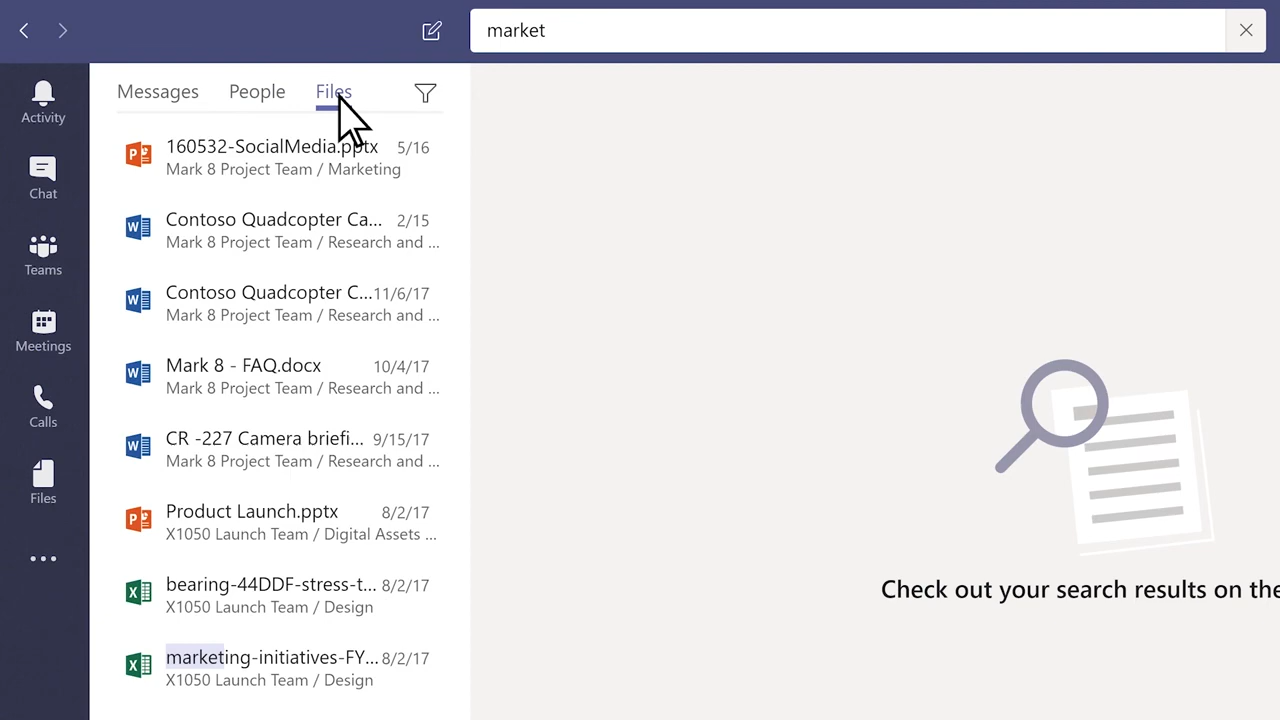 market
Messages People Files
Activity
Chat
Teams
Meetings
Calls
Files
160532-SocialMedia.pptx 5/16
Mark 8 Project Team / Marketing
Contoso Quadcopter Ca... 2/15
Mark 8 Project Team / Research and ...
Contoso Quadcopter C... 11/6/17
Mark 8 Project Team / Research and ...
Mark 8 - FAQ.docx 10/4/17
Mark 8 Project Team / Research and ...
CR -227 Camera briefi... 9/15/17
Mark 8 Project Team / Research and ...
Product Launch.pptx 8/2/17
X1050 Launch Team / Digital Assets ...
bearing-44DDF-stress-t... 8/2/17
X1050 Launch Team / Design
marketing-initiatives-FY... 8/2/17
X1050 Launch Team / Design
Check out your search results on the